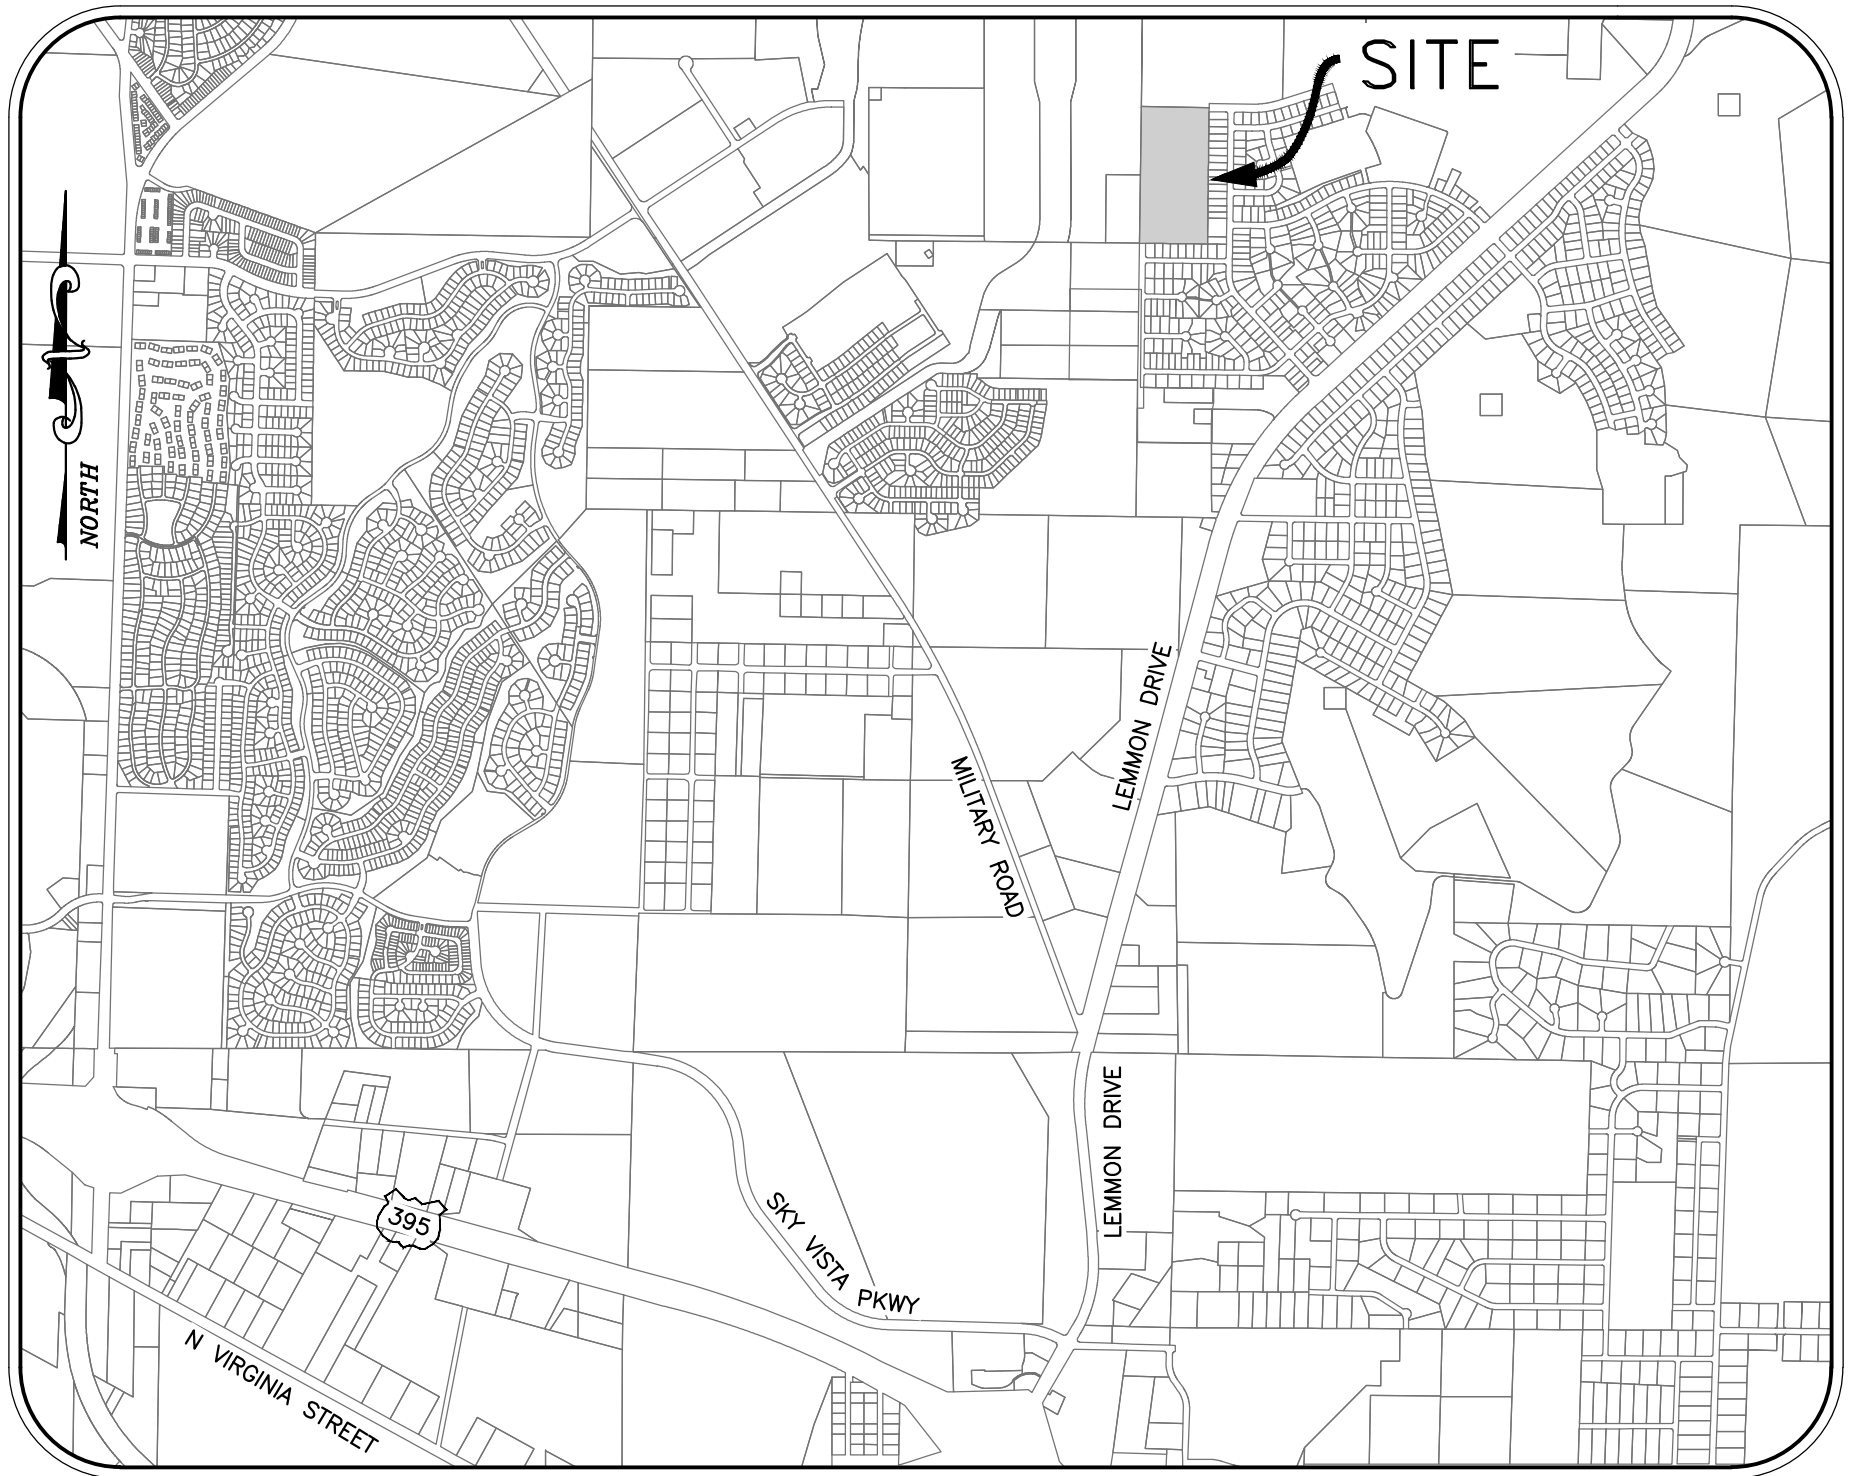 SITE
NORTH
LEMMON DRIVE
MILITARY ROAD
LEMMON DRIVE
395
SKY VISTA PKWY
N VIRGINIA STREET